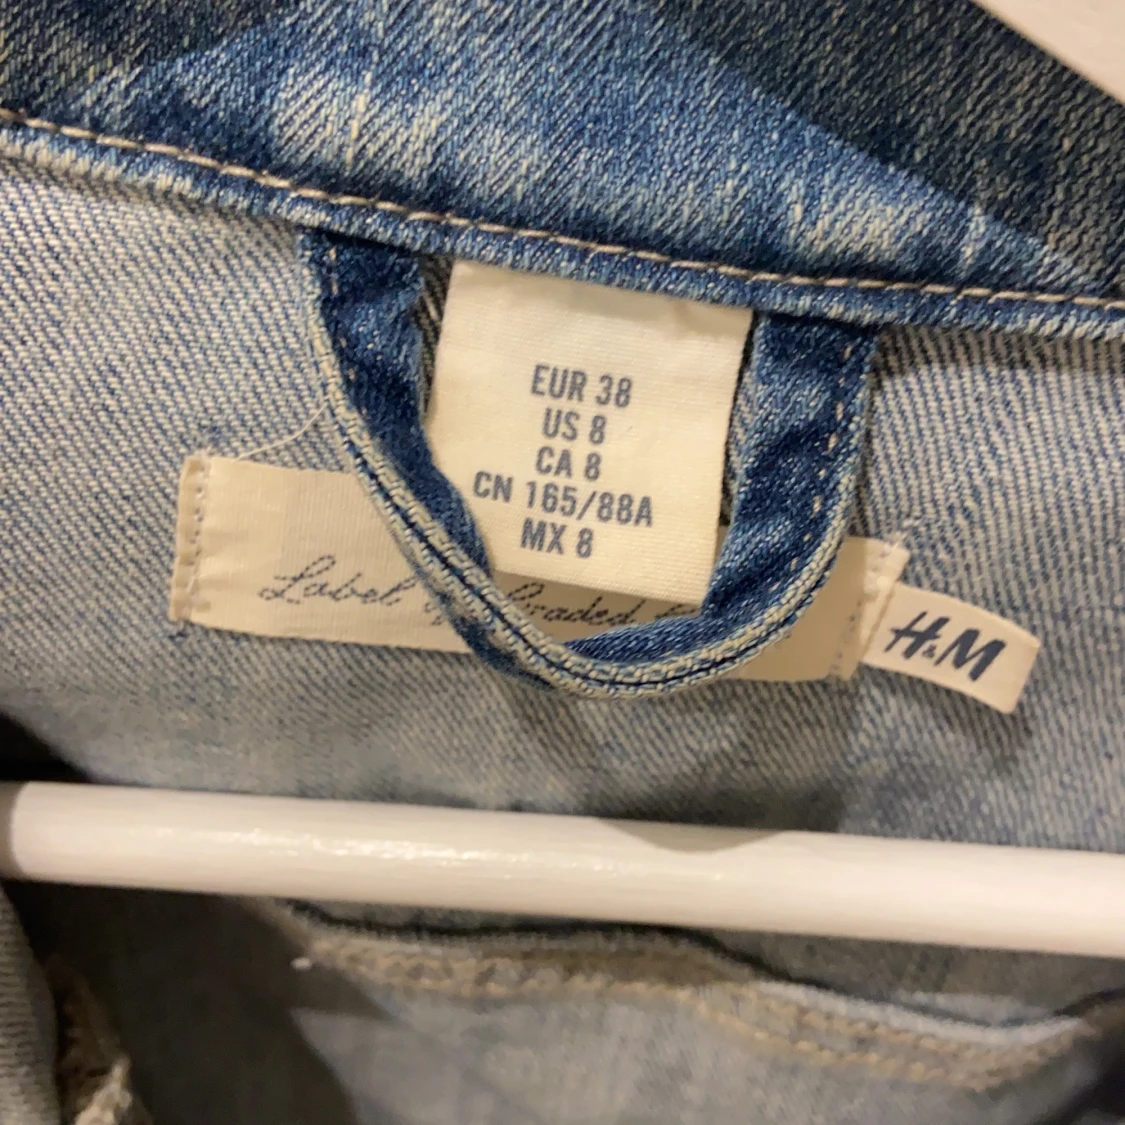 EUR 38
US 8
CA 8
CN 165/88A
MX 8
Label
H&M